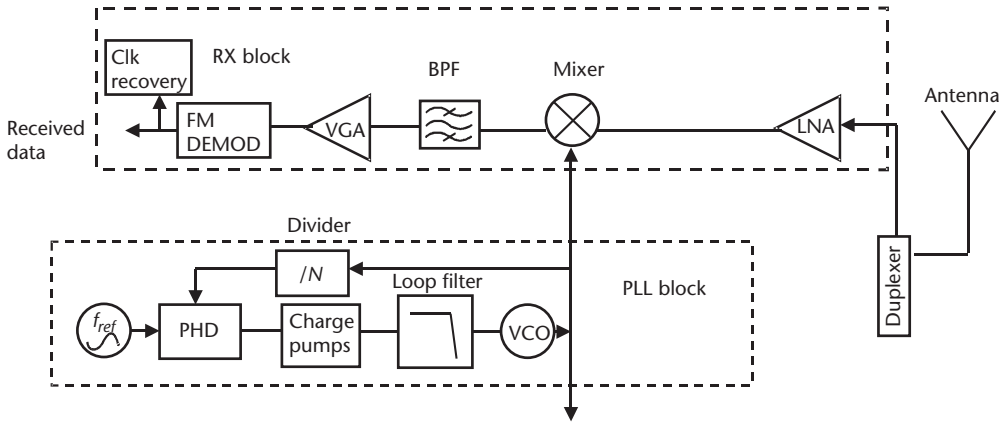 Clk
recovery
RX block
BPF
Mixer
Antenna
Received
data
FM
DEMOD
VGA
LNA
Divider
/N
Loop filter
PLL block
Duplexer
fref
PHD
Charge
pumps
VCO